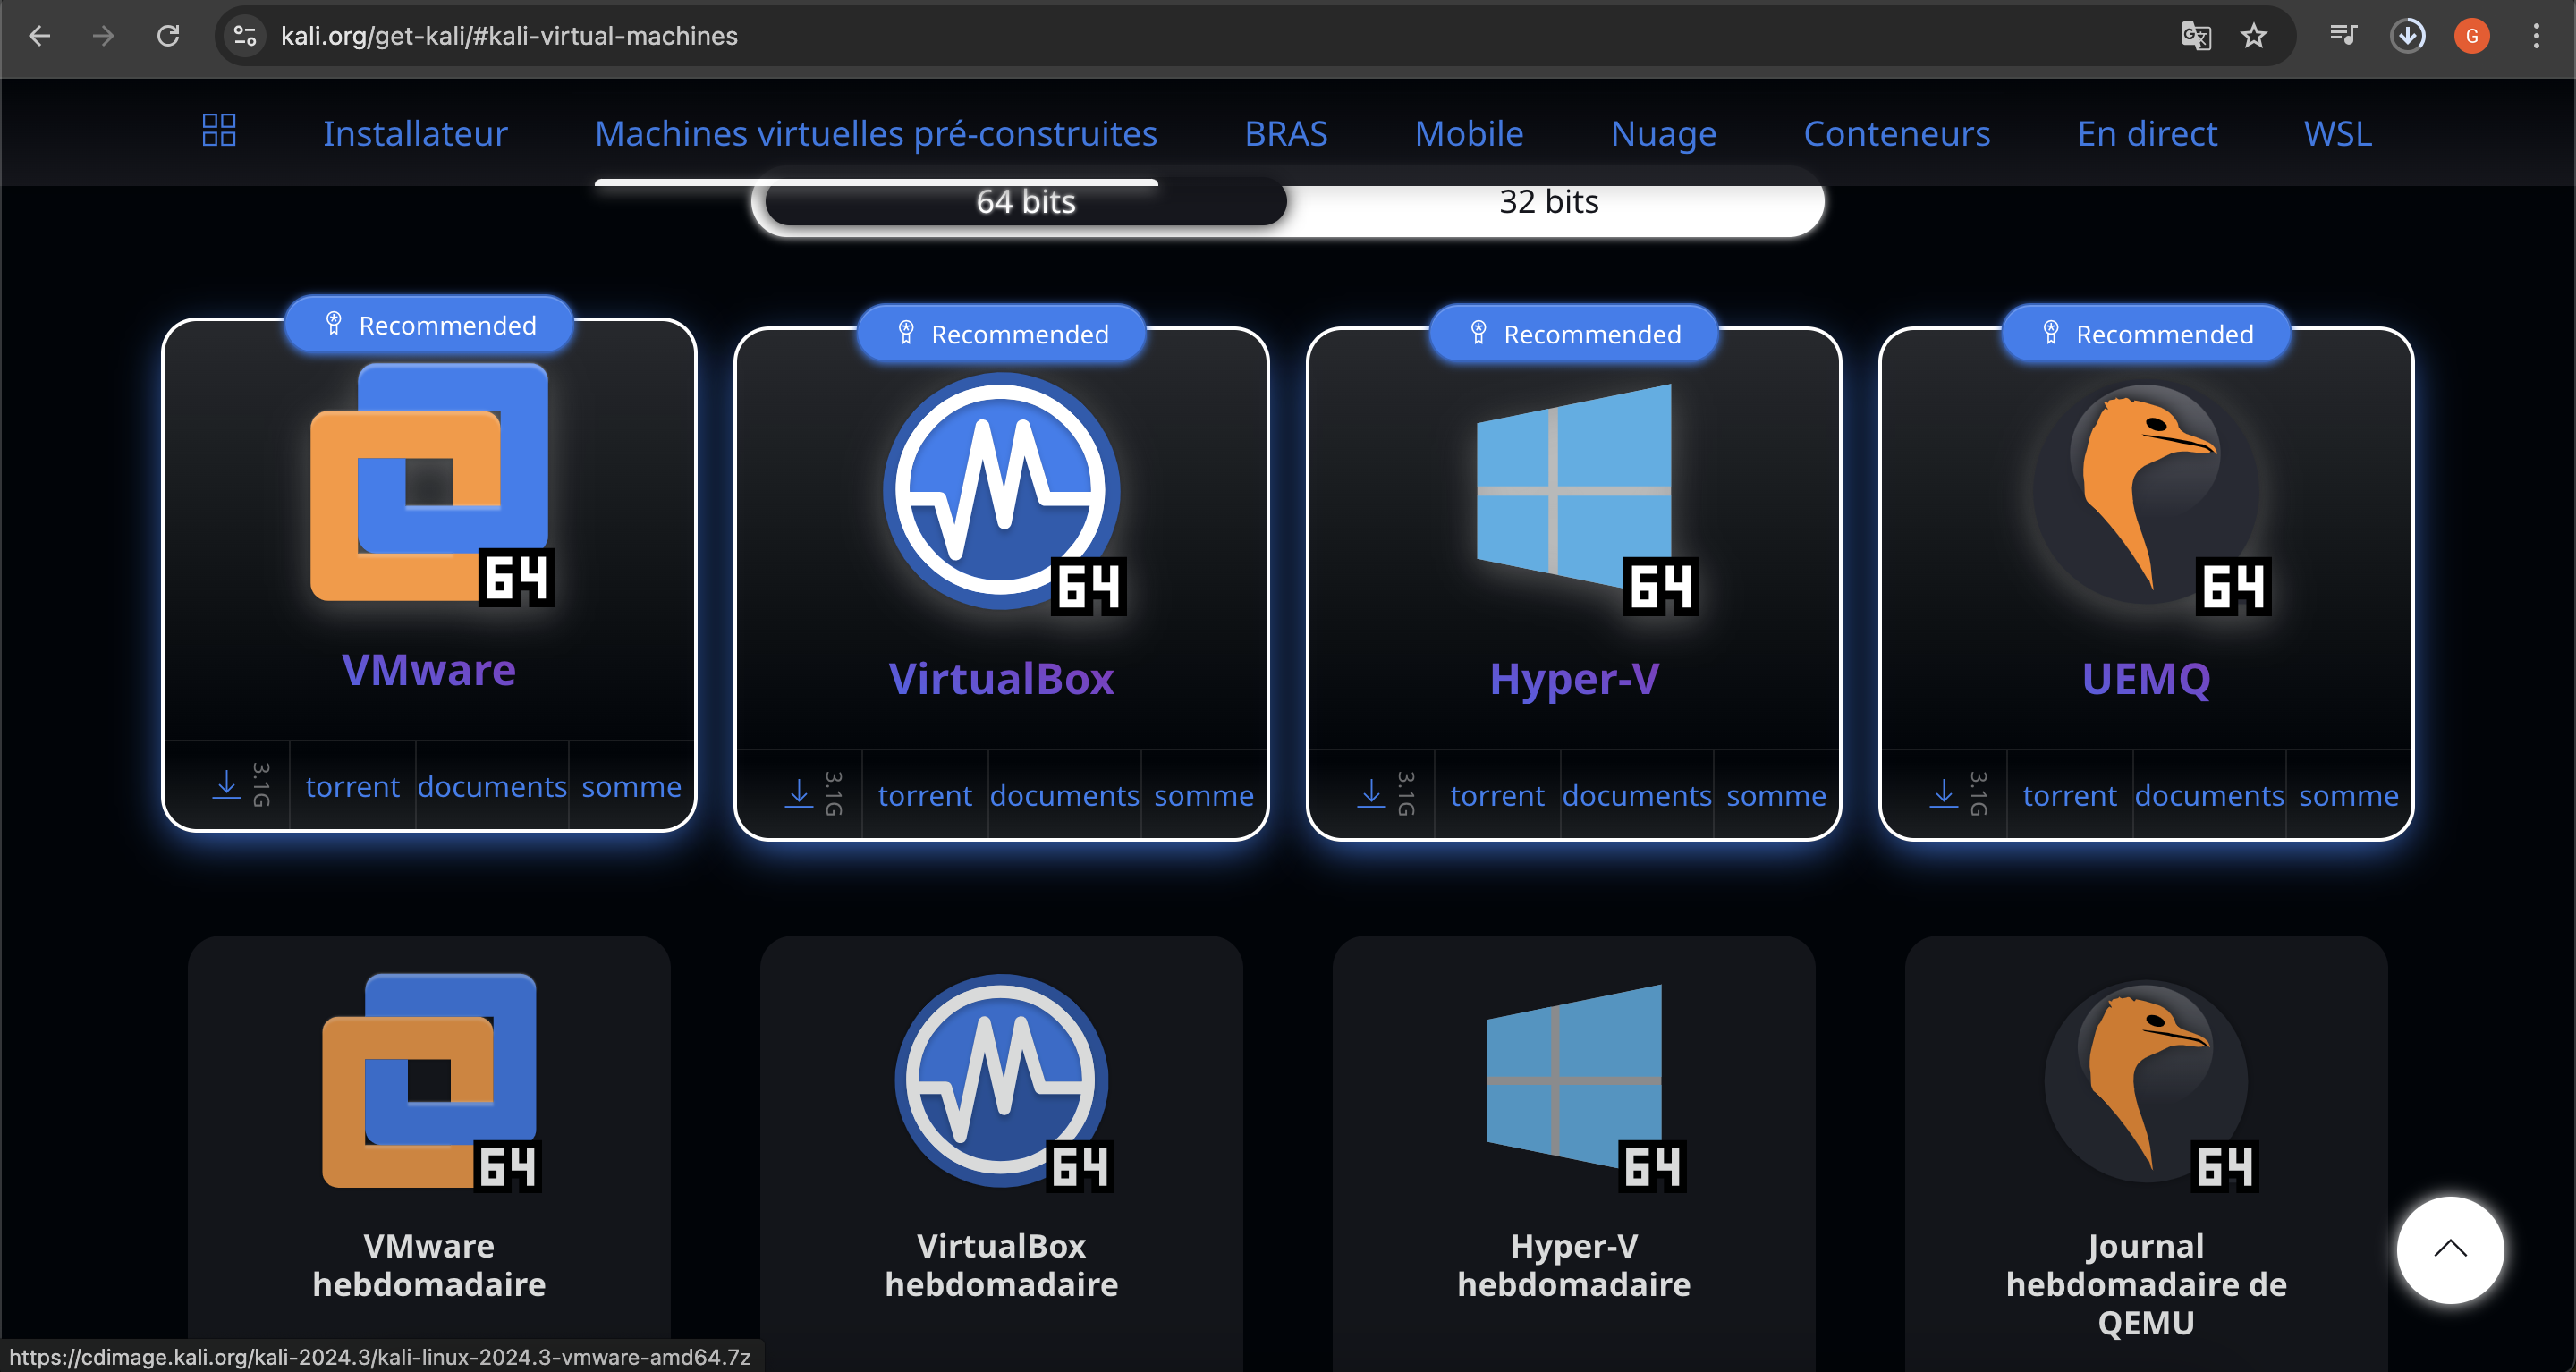 kali.org/get-kali/#kali-virtual-machines
G
Installateur Machines virtuelles pré-construites BRAS Mobile Nuage Conteneurs En direct WSL
64 bits 32 bits
Recommended Recommended Recommended Recommended
64 64 64 64
VMware VirtualBox Hyper-V UEMQ
3.1G torrent documents somme 3.1G torrent documents somme 3.1G torrent documents somme 3.1G torrent documents somme
64 64 64 64
VMware
hebdomadaire
VirtualBox
hebdomadaire
Hyper-V
hebdomadaire
Journal
hebdomadaire de
QEMU
https://cdimage.kali.org/kali-2024.3/kali-linux-2024.3-vmware-amd64.7z